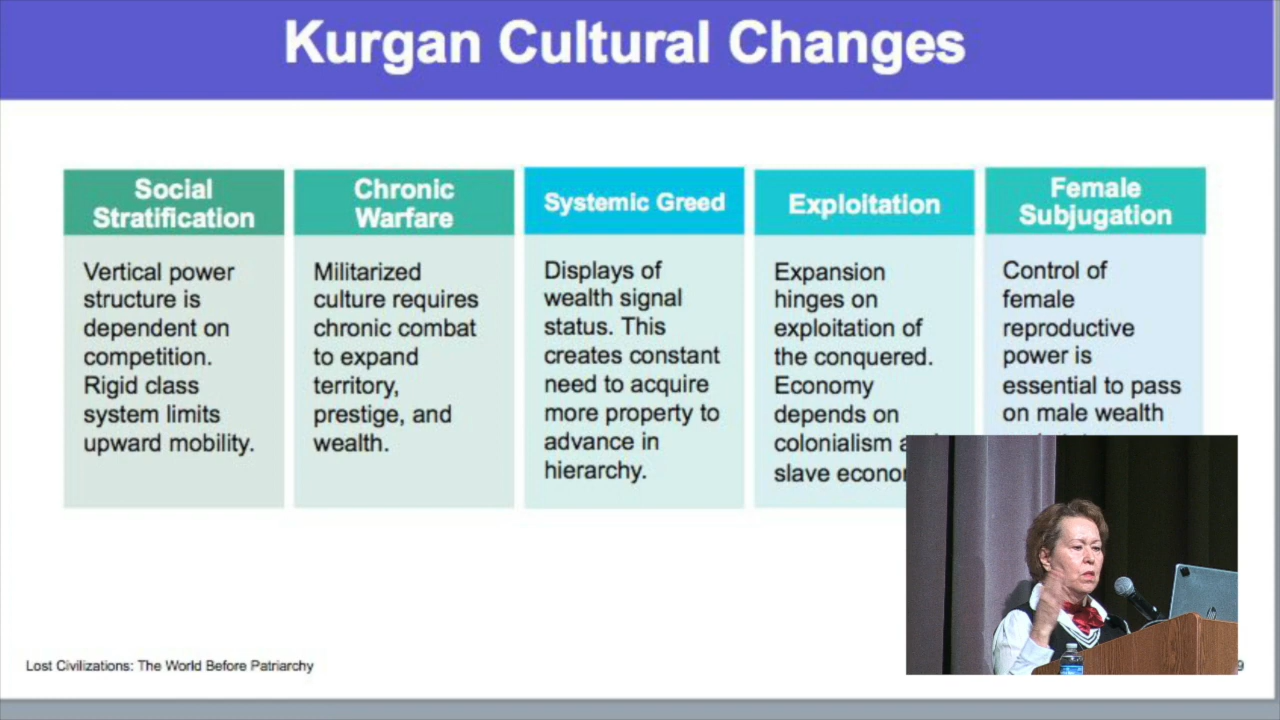 Kurgan Cultural Changes
Social
Stratification
Vertical power
structure is
dependent on
competition.
Rigid class
system limits
upward mobility.
Chronic
Warfare
Militarized
culture requires
chronic combat
to expand
territory,
prestige, and
wealth.
Systemic Greed
Displays of
wealth signal
status. This
creates constant
need to acquire
more property to
advance in
hierarchy.
Exploitation
Expansion
hinges on
exploitation of
the conquered.
Economy
depends on
colonialism
slave
Female
Subjugation
Control of
female
reproductive
power is
essential to pass
on male wealth
Lost Civilizations: The World Before Patriarchy